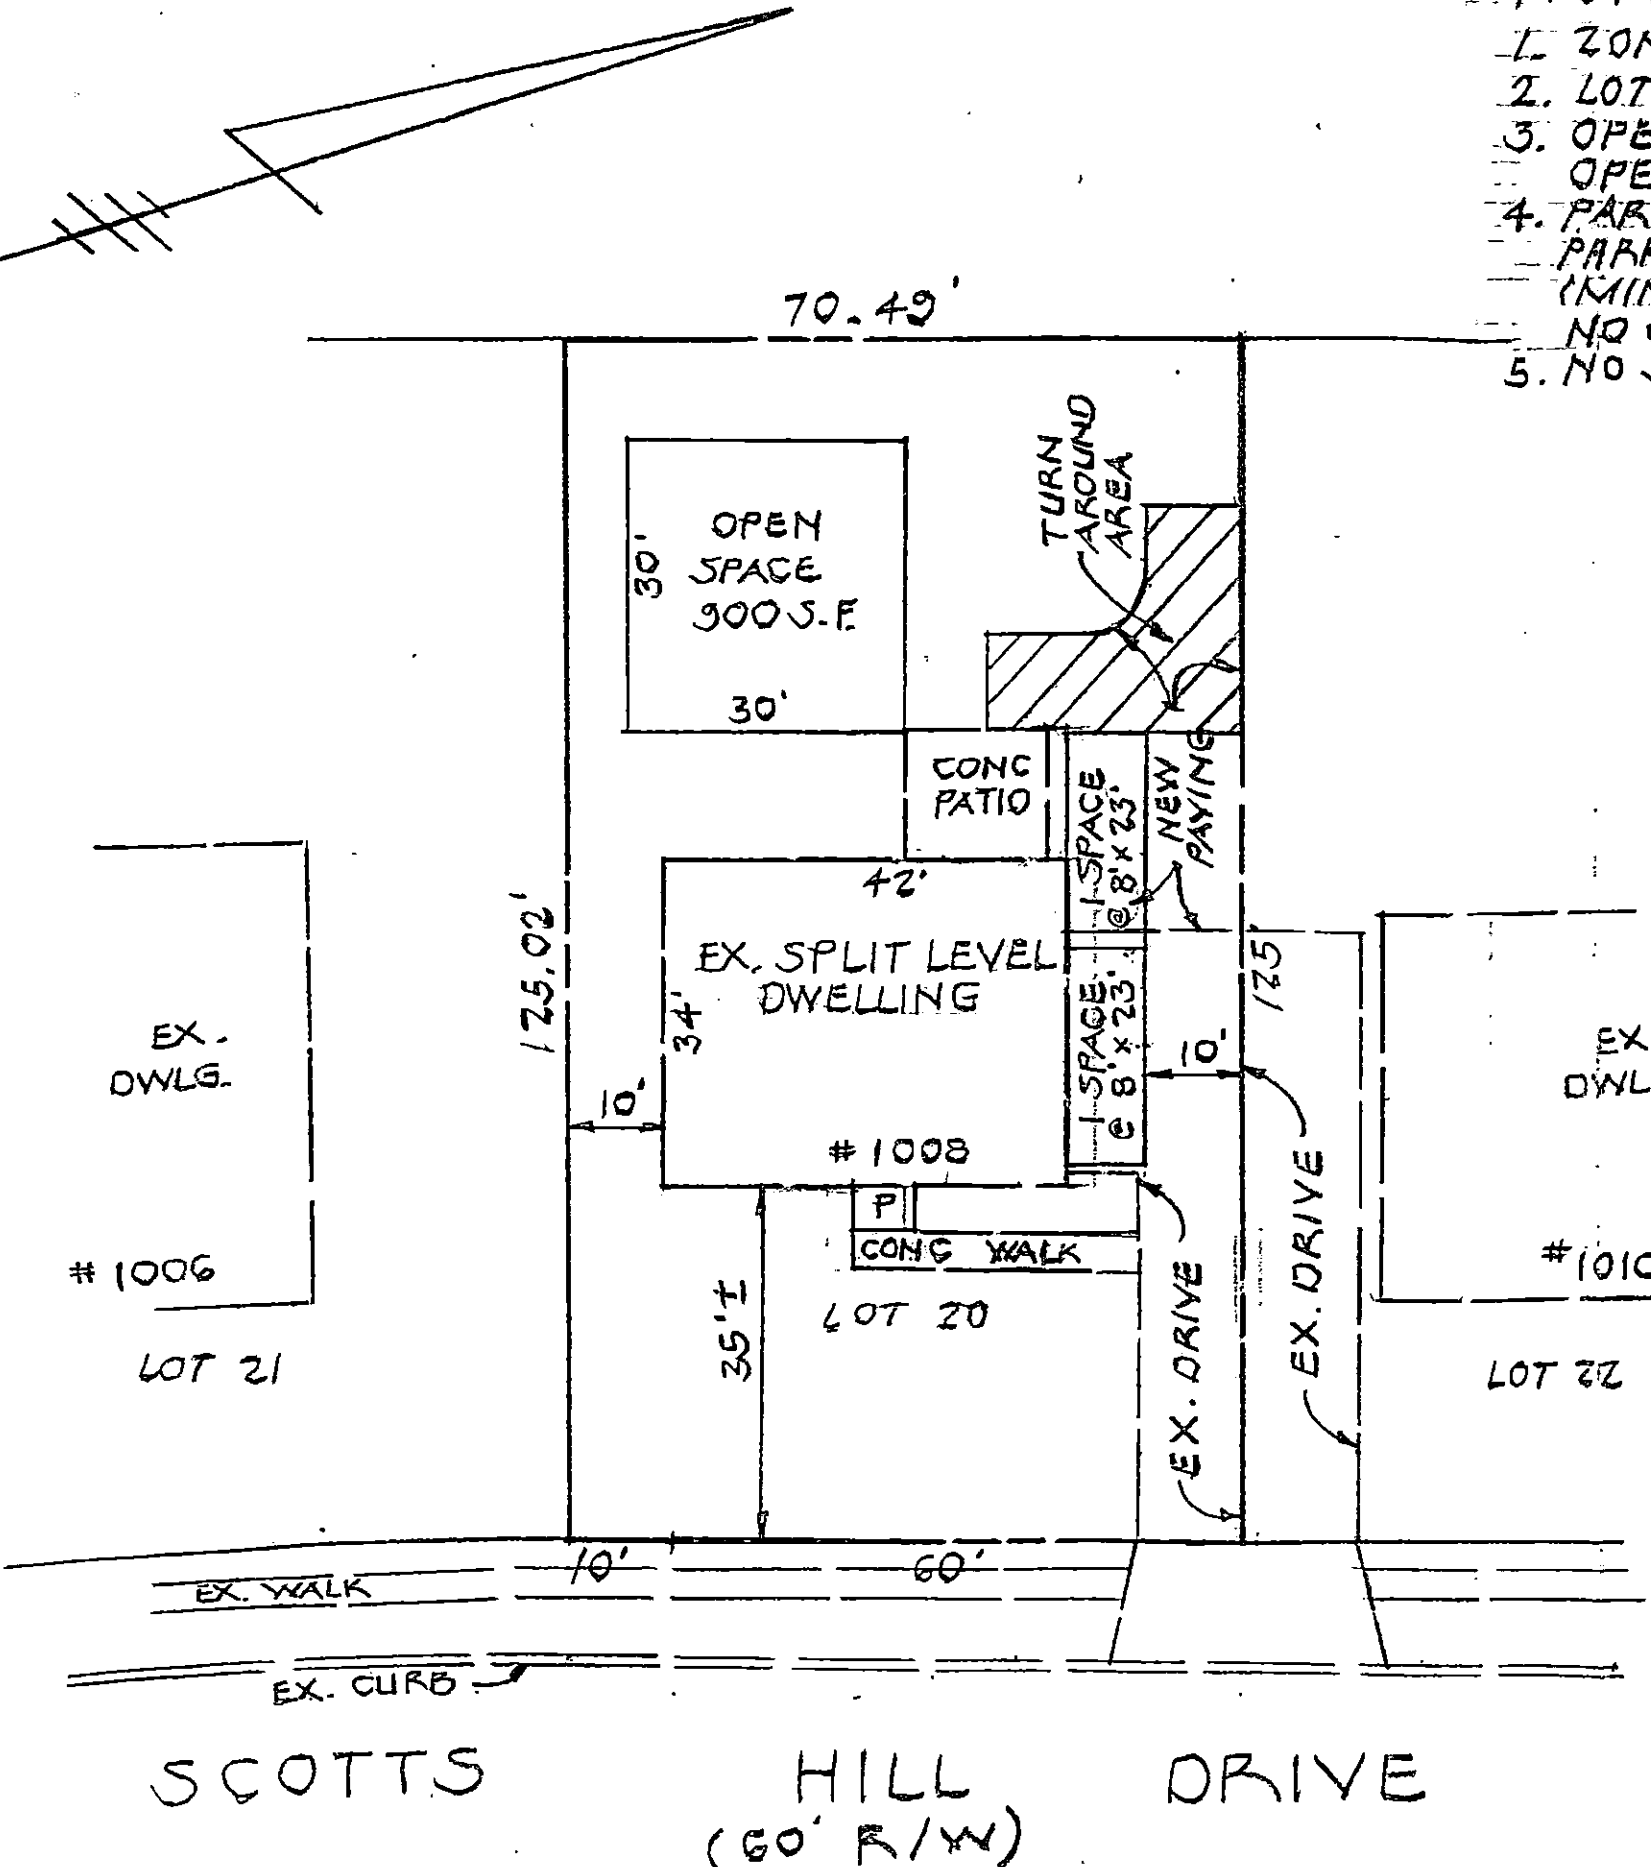 1. ZON
2. LOT
3. OPE
OPE
4. PAR
PARK
(MIN
NO
5. NO
70.49'
TURN
AROUND
AREA
OPEN
SPACE
900 S.F.
30'
30'
CONC
PATIO
1 SPACE
@ 8' x 23'
NEW
PAVING
42'
EX. SPLIT LEVEL
DWELLING
34'
125.02'
10'
# 1008
1 SPACE
@ 8' x 23'
10'
125'
EX.
DWLG.
# 1006
LOT 21
EX
DWL
#1010
LOT 22
P
CONC WALK
35'±
LOT 20
EX. DRIVE
EX. DRIVE
10'
60'
EX. WALK
EX. CURB
SCOTTS HILL DRIVE
(60' R/W)